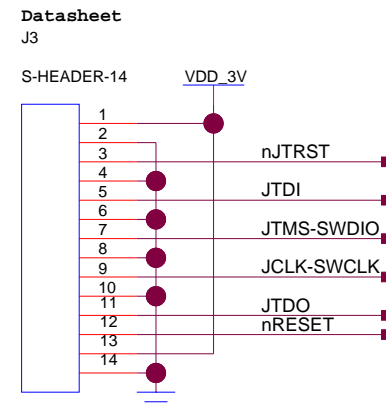 Datasheet
J3
S-HEADER-14 VDD_3V
1
2
3 nJTRST
4
5 JTDI
6
7 JTMS-SWDIO
8
9 JCLK-SWCLK
10
11 JTDO
12 nRESET
13
14